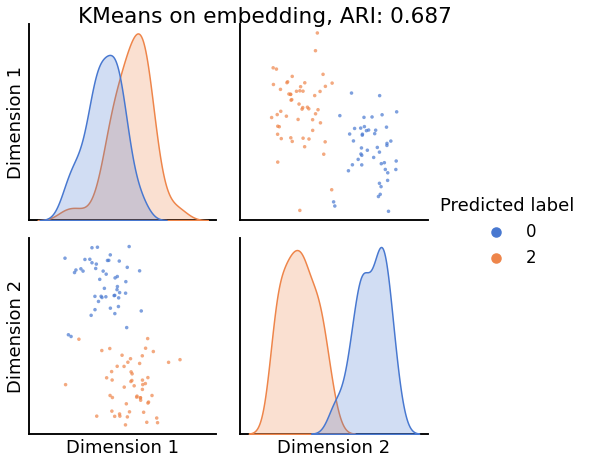 KMeans on embedding, ARI: 0.687
Dimension 1
Predicted label
0
2
Dimension 2
Dimension 1
Dimension 2